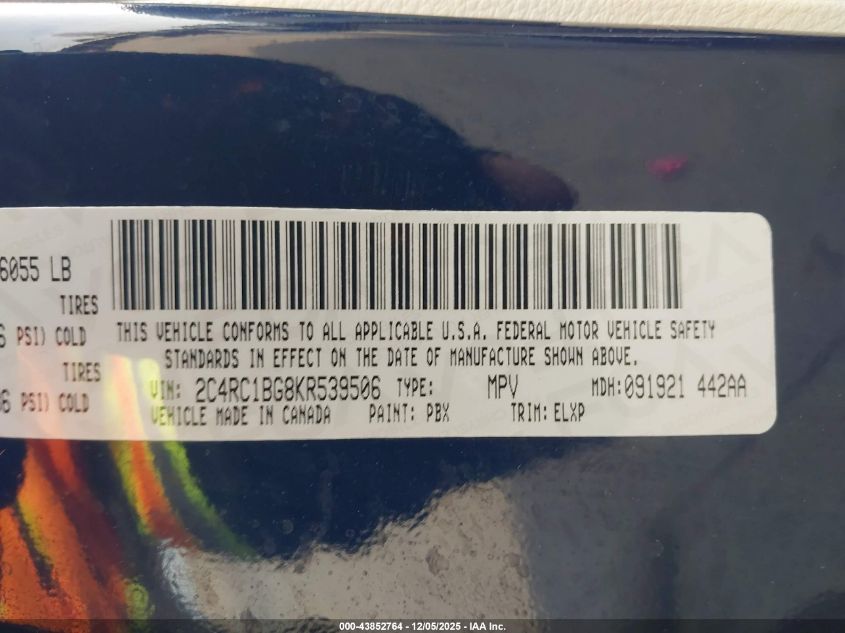 6055 LB
TIRES
6 PSI) COLD
THIS VEHICLE CONFORMS TO ALL APPLICABLE U.S.A. FEDERAL MOTOR VEHICLE SAFETY
STANDARDS IN EFFECT ON THE DATE OF MANUFACTURE SHOWN ABOVE.
TIRES
VIN: 2C4RC1BG8KR539506 TYPE: MPV MDH:091921 442AA
36 PSI) COLD
VEHICLE MADE IN CANADA PAINT: PBX TRIM:ELXP
000-43852764 - 12/05/2025 - IAA Inc.